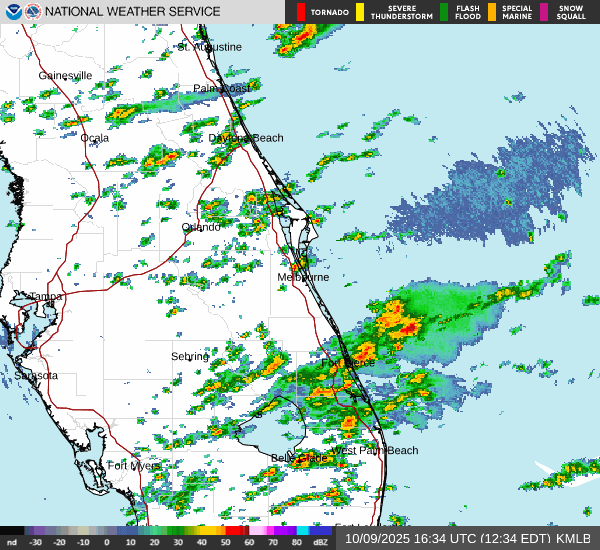 NATIONAL WEATHER SERVICE
TORNADO
SEVERE THUNDERSTORM
FLASH FLOOD
SPECIAL MARINE
SNOW SQUALL
St. Augustine
Gainesville
Palm Coast
Ocala
Daytona Beach
Orlando
Melbourne
Tampa
Sebring
Fort Pierce
Sarasota
West Palm Beach
Belle Glade
Fort Myers
nd -30 -20 -10 0 10 20 30 40 50 60 70 80 dBZ
10/09/2025 16:34 UTC (12:34 EDT) KMLB